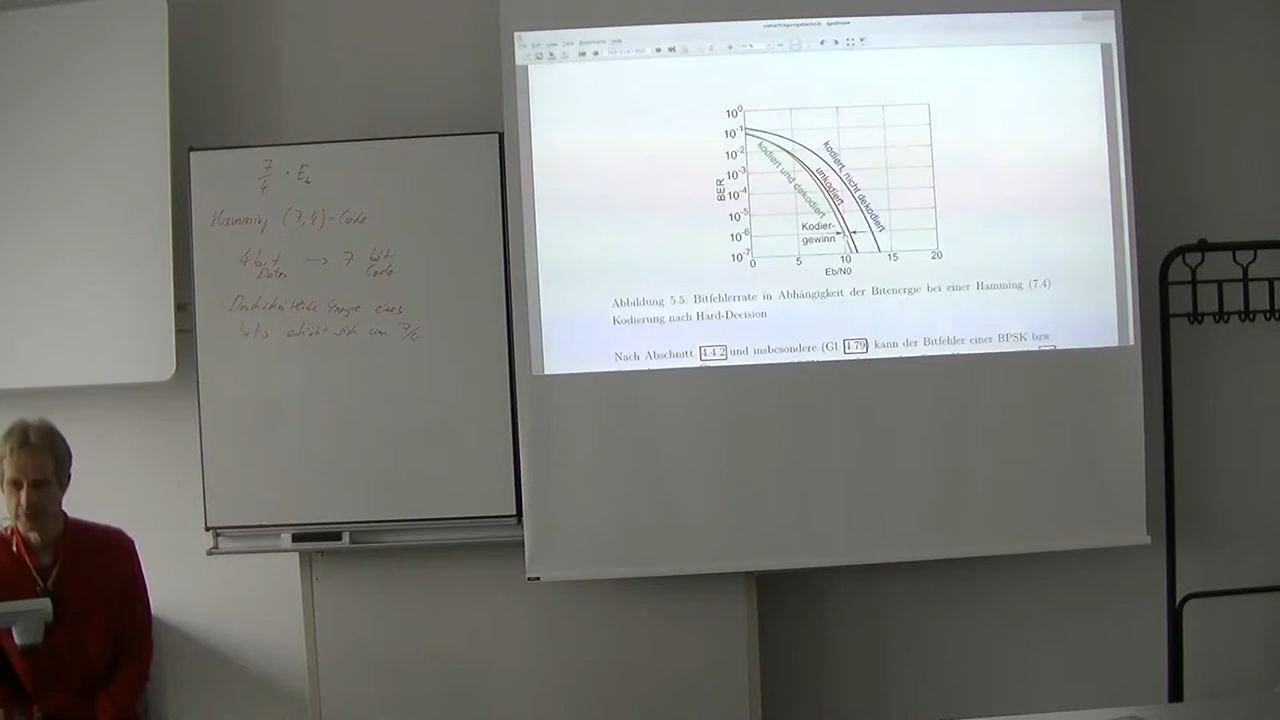 7/4 · E_b
Hamming (7,4)-Code
4 bit → 7 bit
Daten Code
Durchschnittliche Energie eines
bits erhöht sich um 7/4
10⁰
10⁻¹
10⁻²
10⁻³
10⁻⁴
10⁻⁵
10⁻⁶
10⁻⁷
BER
kodiert und dekodiert
unkodiert
kodiert, nicht dekodiert
Kodier-
gewinn
0 5 10 15 20
Eb/N0
Abbildung 5.5: Bitfehlerrate in Abhängigkeit der Bitenergie bei einer Hamming (7,4)
Kodierung nach Hard-Decision
Nach Abschnitt 4.4.2 und insbesondere (Gl. 4.79) kann der Bitfehler einer BPSK bzw.